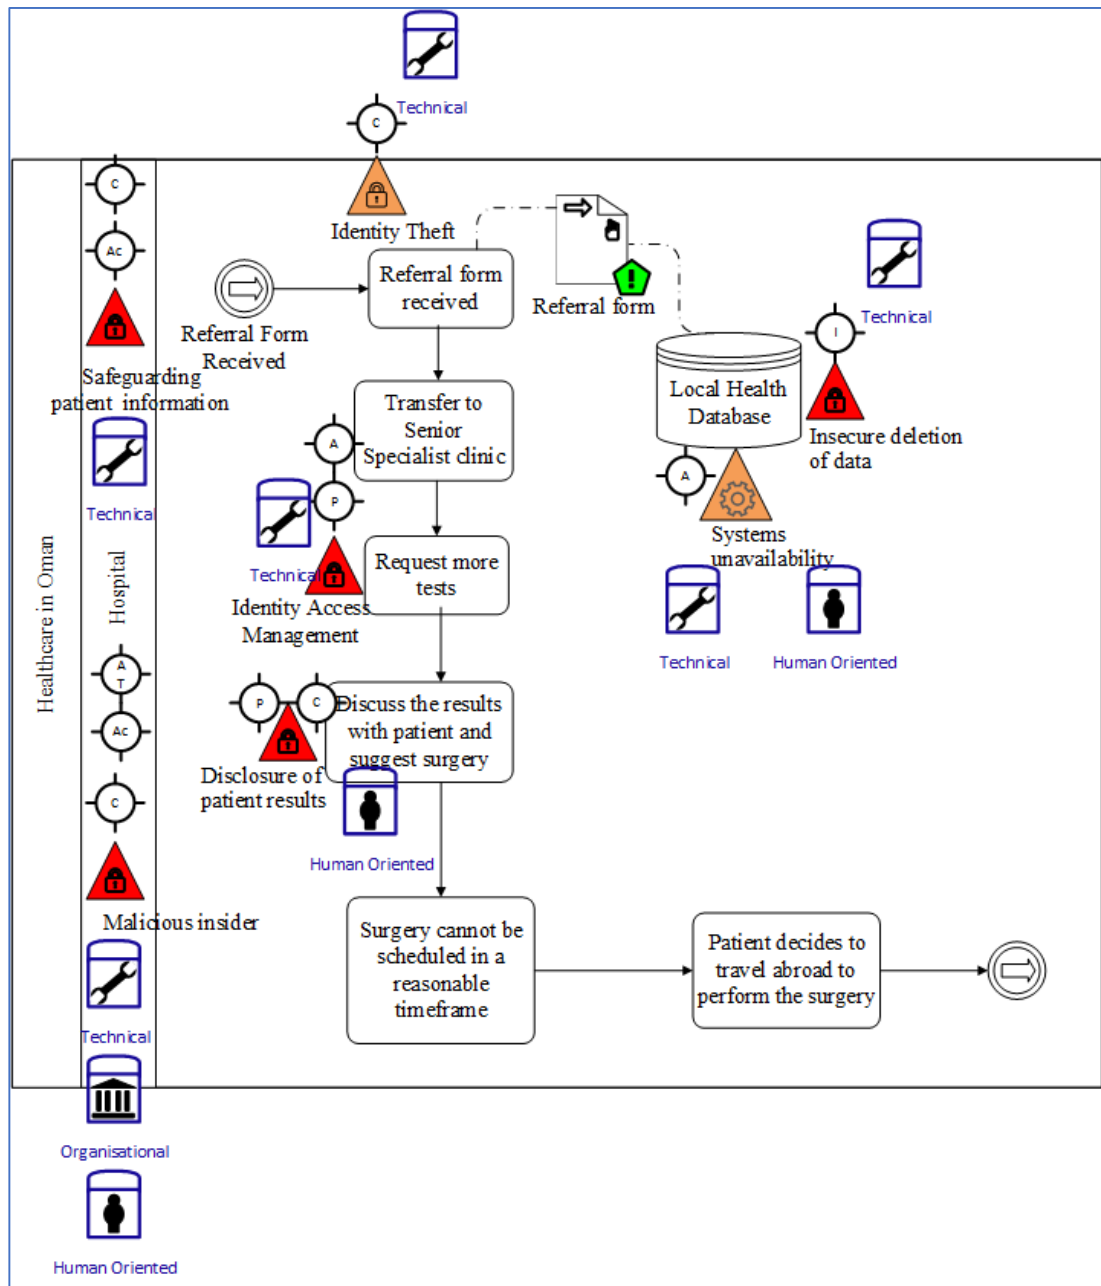 Technical
C
Identity Theft
C
Ac
Safeguarding
patient information
Technical
Healthcare in Oman
Hospital
A
T
Ac
C
Malicious insider
Technical
Organisational
Human Oriented
Referral Form
Received
Referral form
received
Referral form
!
Technical
I
Local Health
Database
Insecure deletion
of data
A
Systems
unavailability
Technical
Human Oriented
Transfer to
Senior
Specialist clinic
A
P
Technical
Identity Access
Management
Request more
tests
P
C
Discuss the results
with patient and
suggest surgery
Disclosure of
patient results
Human Oriented
Surgery cannot be
scheduled in a
reasonable
timeframe
Patient decides to
travel abroad to
perform the surgery